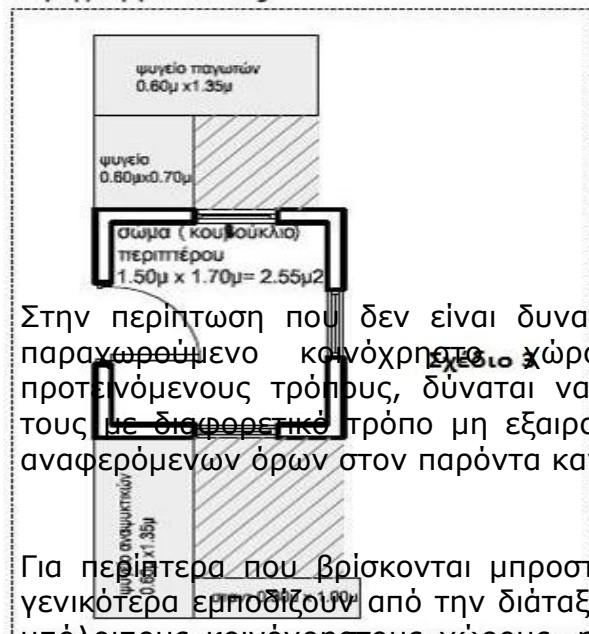 ψυγείο παγωτών
0.60μ x1.35μ
ψυγείο
0.60μx0.70μ
σωμα ( κουβούκλιο)
περιπτέρου
1.50μ x 1.70μ= 2.55μ2
Στην περίπτωση που δεν είναι δυνα
παραχωρούμενο κοινόχρηστο χώρο
Σχέδιο 3
προτεινόμενους τρόπους, δύναται να
τους με διαφορετικό τρόπο μη εξαιρο
αναφερόμενων όρων στον παρόντα καν
ψυγείο αναψυκτικών
0.60μ x1.35μ
Για περίπτερα που βρίσκονται μπροστ
γενικότερα εμποδίζουν από την διάταξ